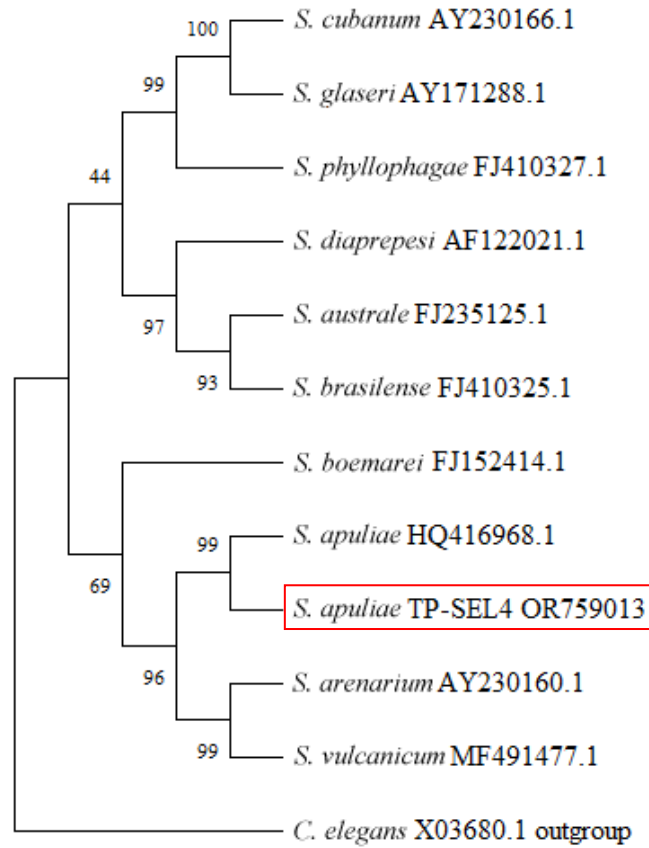 100
S. cubanum AY230166.1
99
S. glaseri AY171288.1
44
S. phyllophagae FJ410327.1
S. diaprepesi AF122021.1
97
S. australe FJ235125.1
93
S. brasilense FJ410325.1
S. boemarei FJ152414.1
99
S. apuliae HQ416968.1
69
S. apuliae TP-SEL4 OR759013
96
S. arenarium AY230160.1
99
S. vulcanicum MF491477.1
C. elegans X03680.1 outgroup